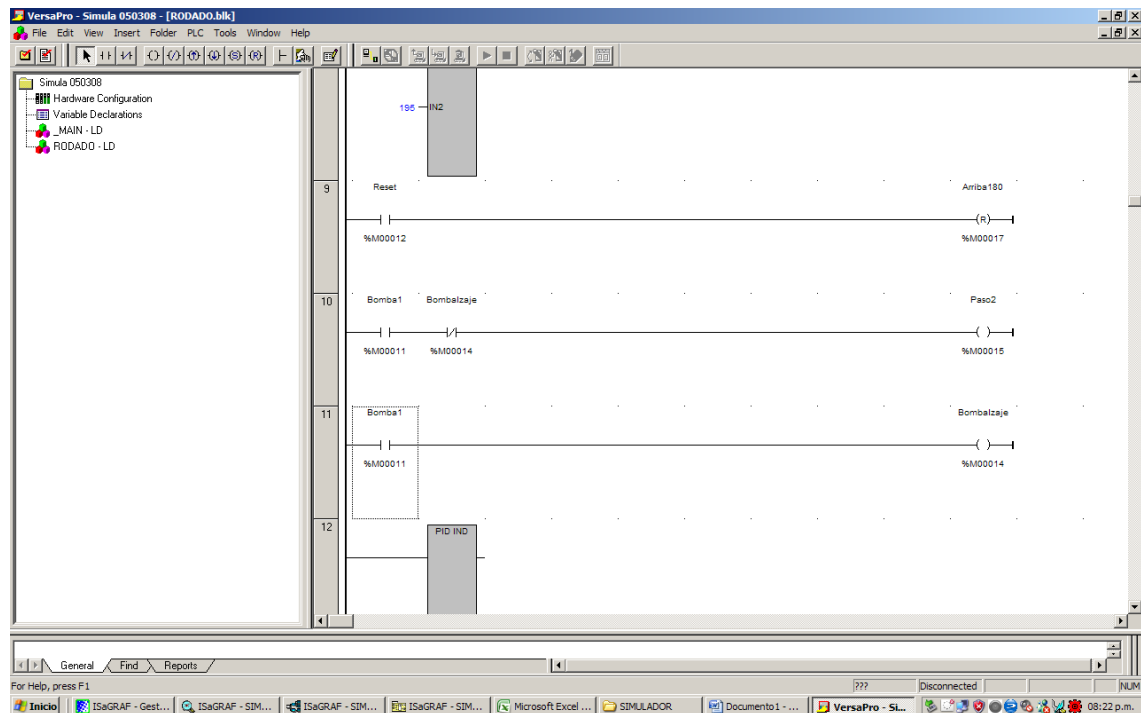 VersaPro - Simula 050308 - [RODADO.blk]
File Edit View Insert Folder PLC Tools Window Help
Simula 050308
Hardware Configuration
Variable Declarations
_MAIN - LD
RODADO - LD
195 IN2
9 Reset Arriba180
(R)
%M00012 %M00017
10 Bomba1 BombaIzaje Paso2
%M00011 %M00014 %M00015
11 Bomba1 BombaIzaje
%M00011 %M00014
12 PID IND
General Find Reports
For Help, press F1 ??? Disconnected NUM
Inicio ISaGRAF - Gest... ISaGRAF - SIM... ISaGRAF - SIM... ISaGRAF - SIM... Microsoft Excel ... SIMULADOR Documento1 - ... VersaPro - Si... 08:22 p.m.